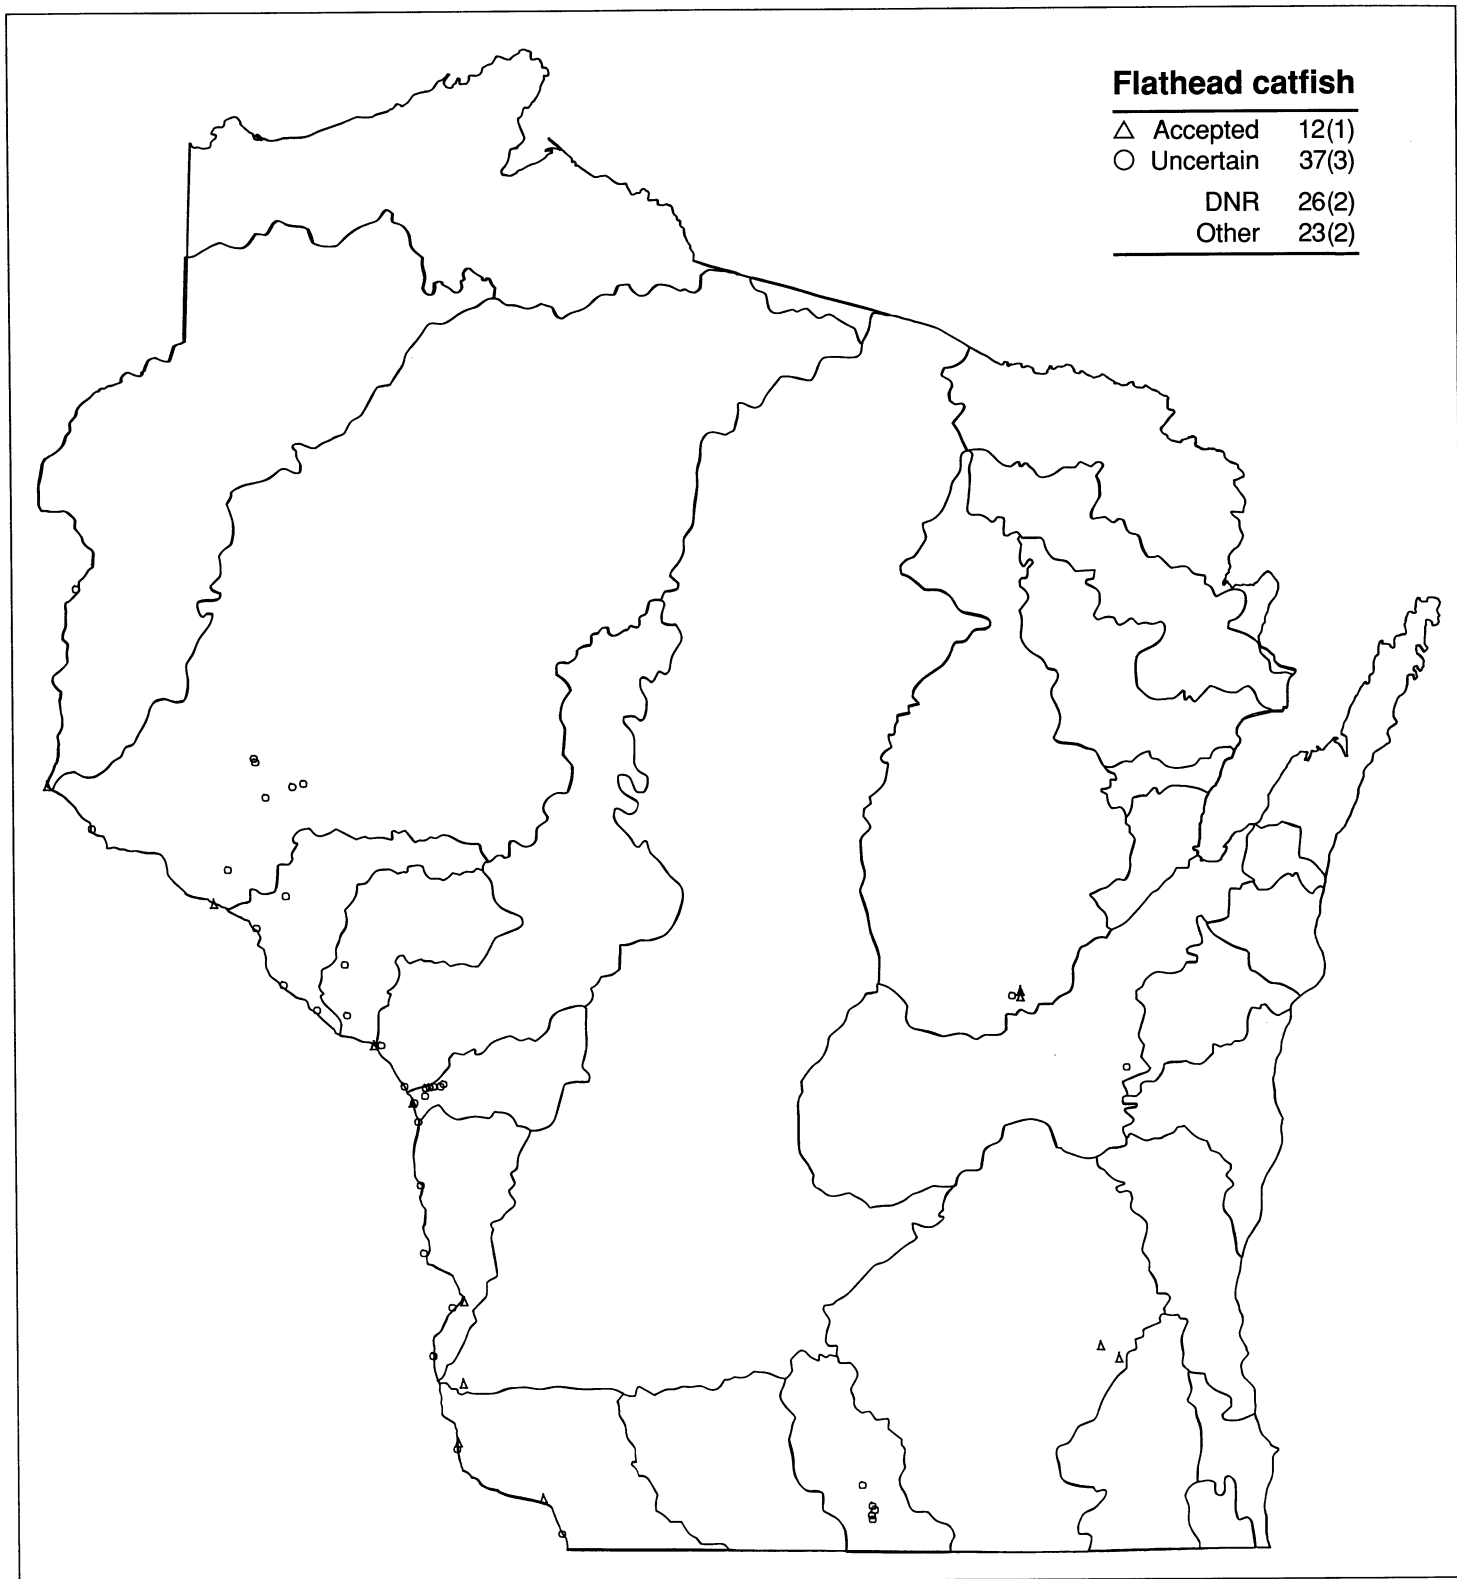 Flathead catfish
△ Accepted 12(1)
○ Uncertain 37(3)
DNR 26(2)
Other 23(2)